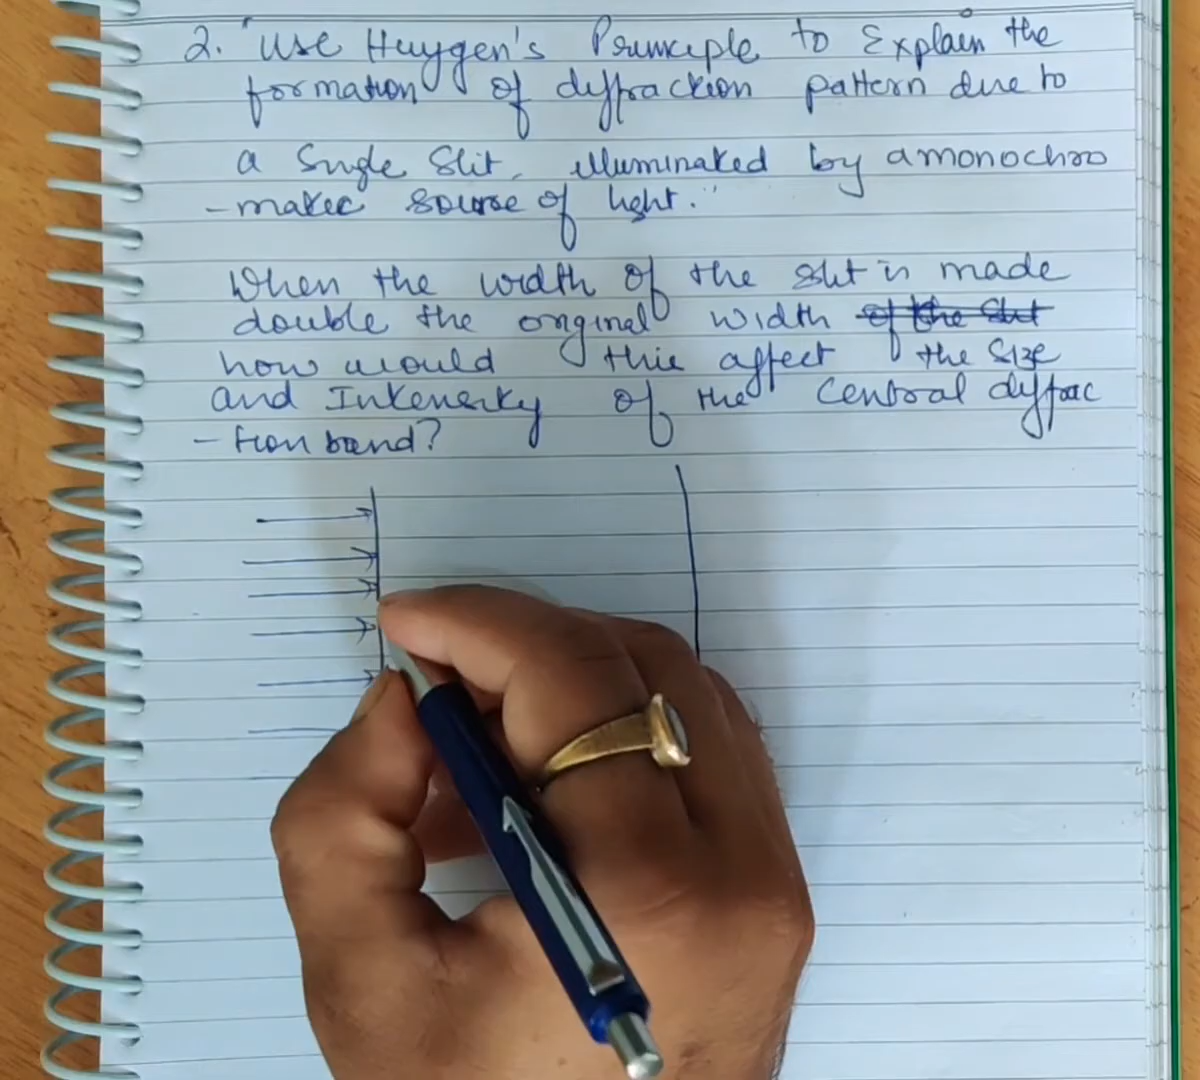 2. "Use Huygen's Principle to Explain the
formation of diffraction pattern due to
a Single Slit, illuminated by a monochro
- matic source of light."
When the width of the slit is made
double the original width of the slit
how would this affect the size
and Intensity of the central diffrac
- tion band?